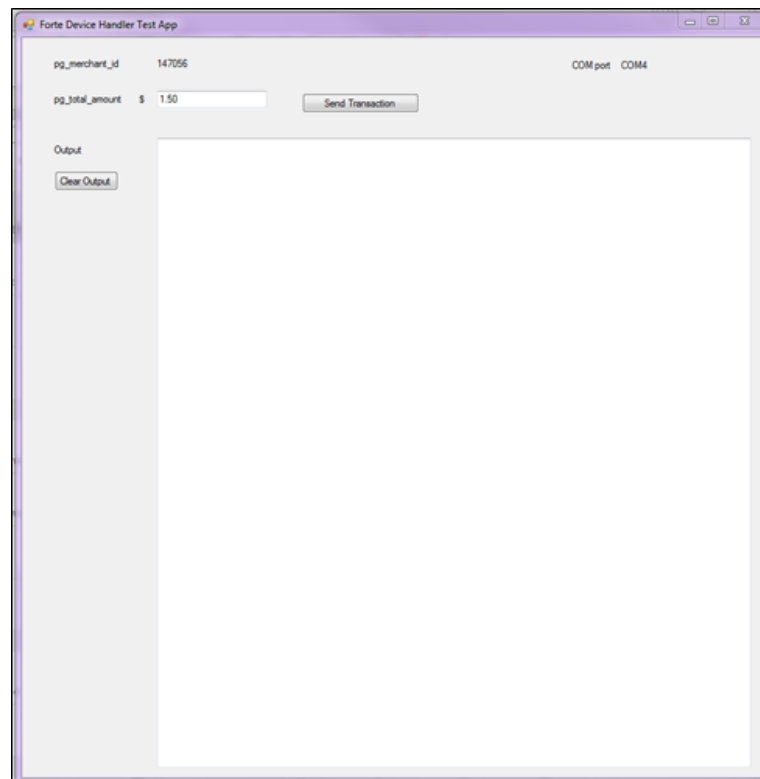 Forte Device Handler Test App
pg_merchant_id 147056 COM port COM4
pg_total_amount $ 1.50 Send Transaction
Output
Clear Output